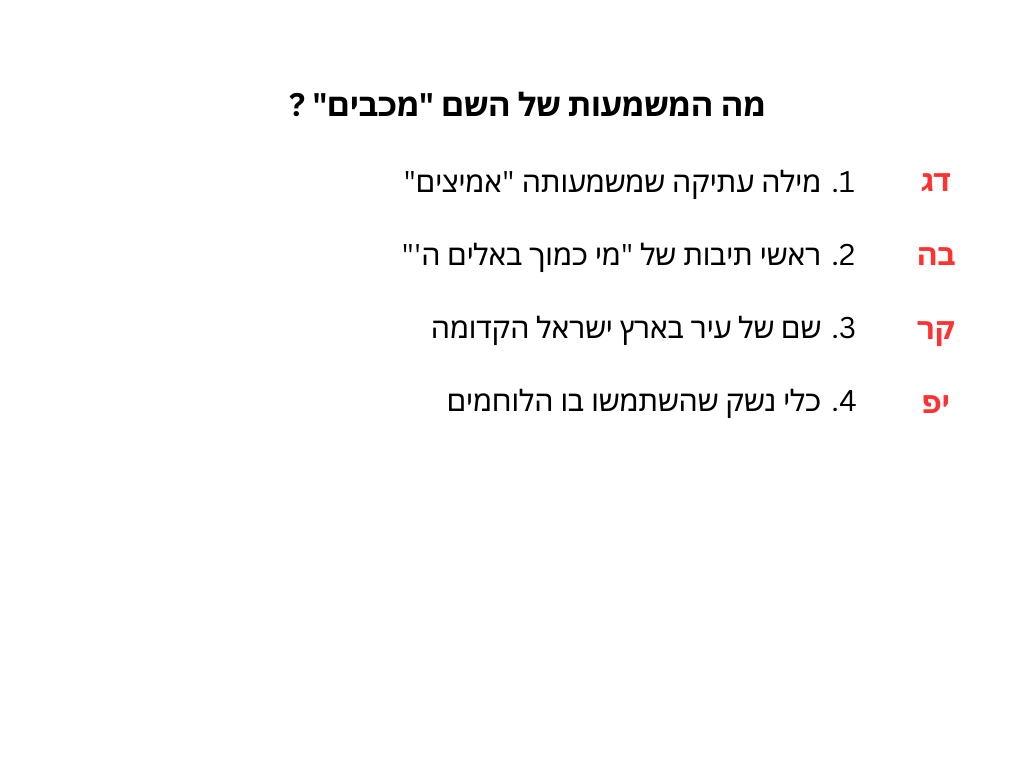 מה המשמעות של השם "מכבים" ?
דג 1. מילה עתיקה שמשמעותה "אמיצים"
בה 2. ראשי תיבות של "מי כמוך באלים ה'"
קר 3. שם של עיר בארץ ישראל הקדומה
יפ 4. כלי נשק שהשתמשו בו הלוחמים